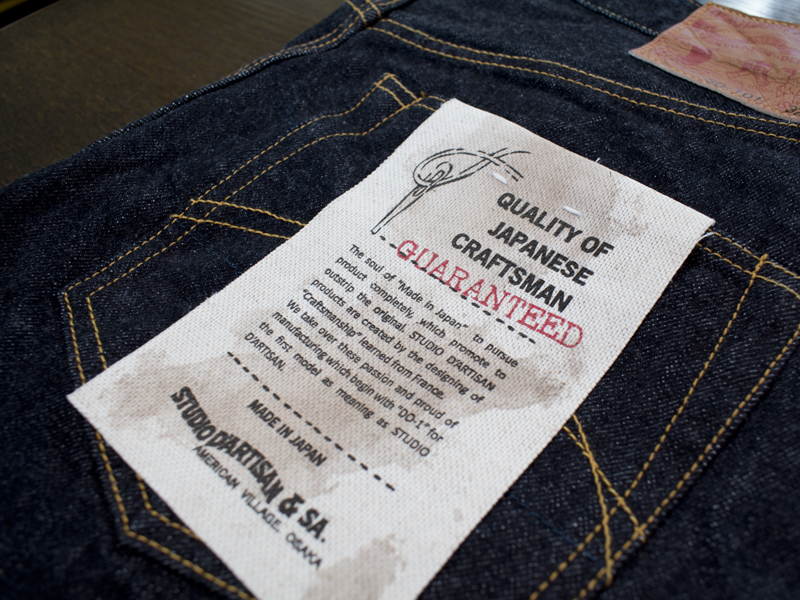 QUALITY OF
JAPANESE
CRAFTSMAN
GUARANTEED
The soul of "Made in Japan" to pursue
product completely, which promote to
outstrip the original. STUDIO D'ARTISAN
products are created by the designing of
"Craftsmanship" learned from France.
We take over these passion and proud of
manufacturing which begin with "DO-1" for
the first model as meaning as STUDIO
D'ARTISAN.
MADE IN JAPAN
STUDIO D'ARTISAN & SA.
AMERICAN VILLAGE. OSAKA